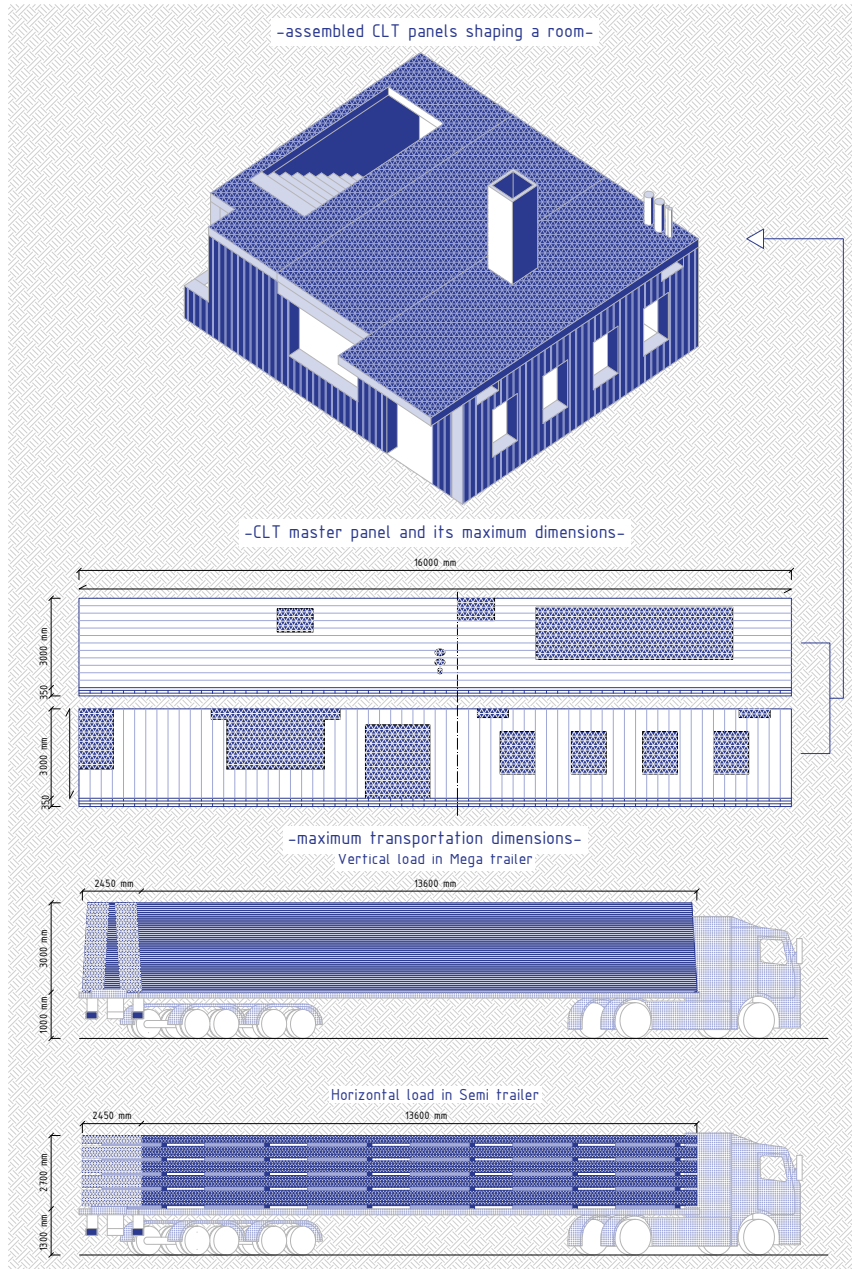 -assembled CLT panels shaping a room-
-CLT master panel and its maximum dimensions-
16000 mm
3000 mm
350
3000 mm
350
-maximum transportation dimensions-
Vertical load in Mega trailer
2450 mm
13600 mm
3000 mm
1000 mm
Horizontal load in Semi trailer
2450 mm
13600 mm
2700 mm
1300 mm